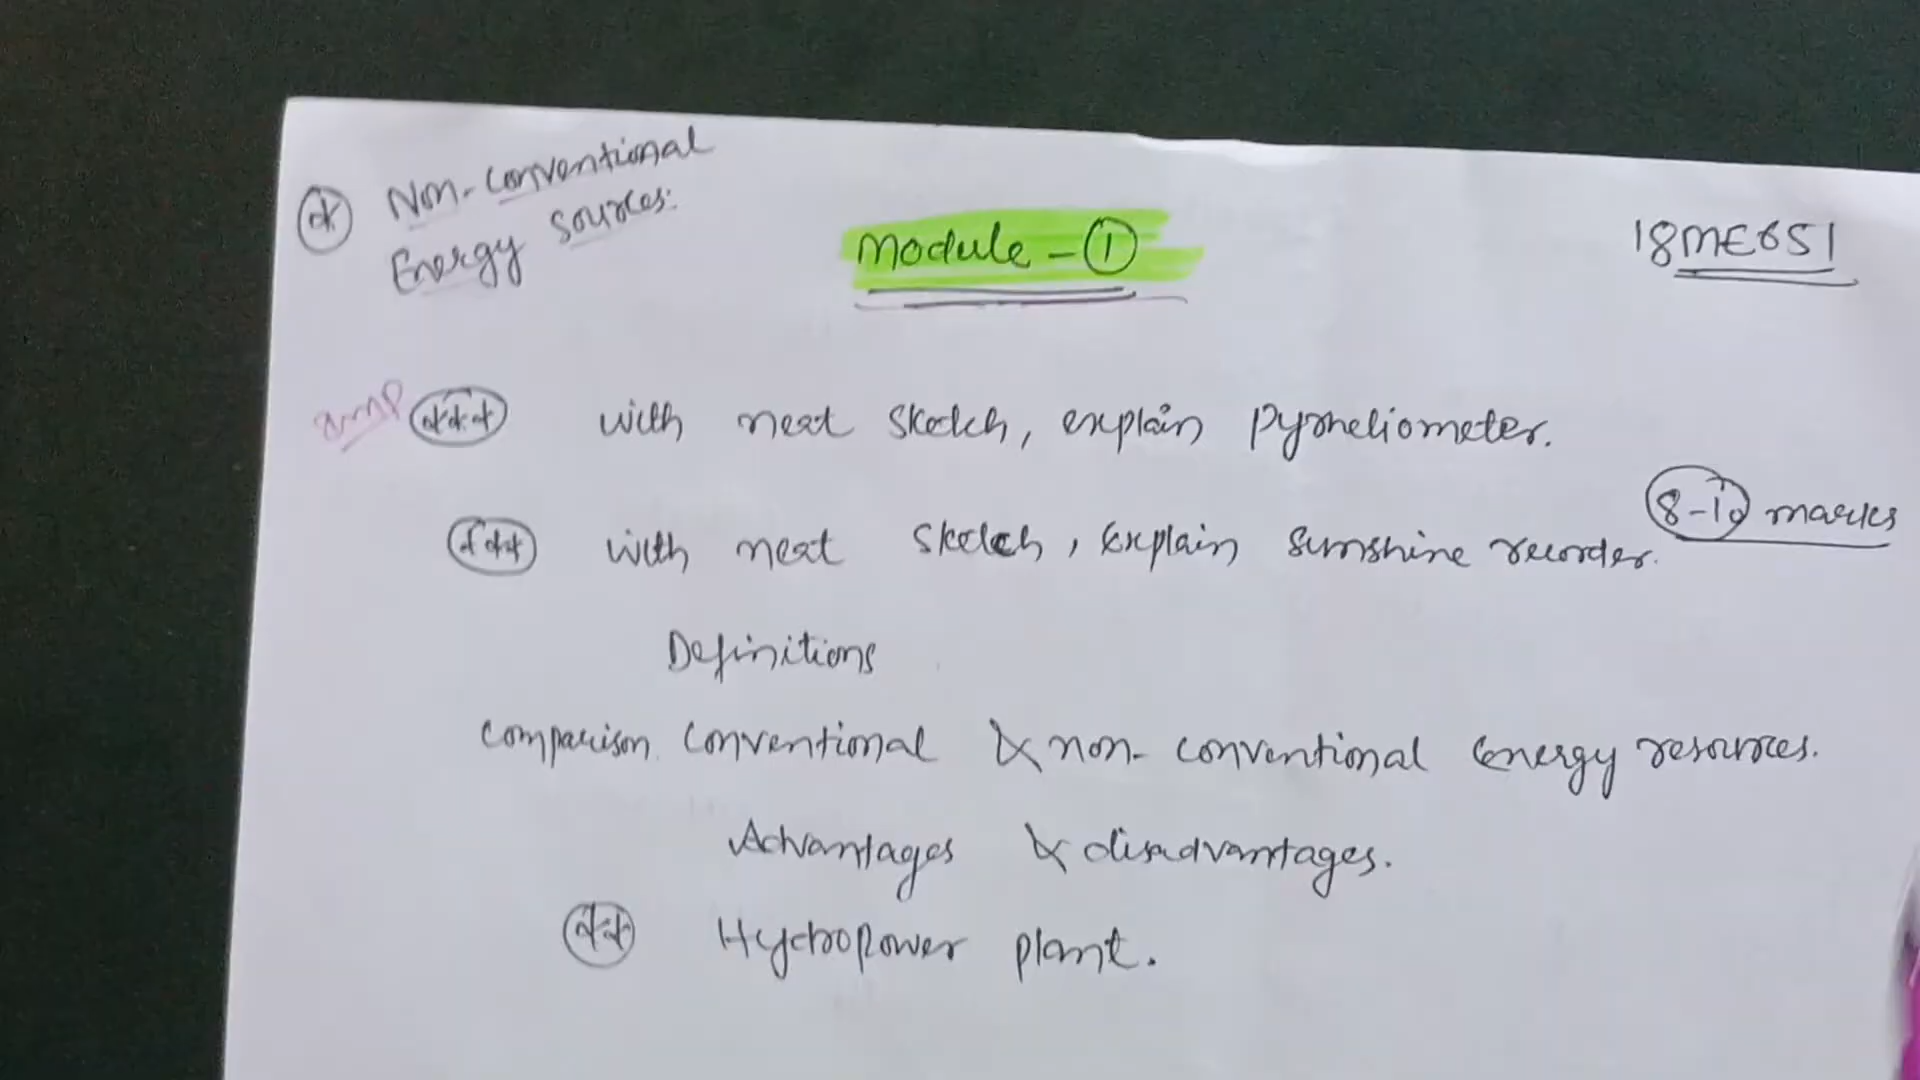 Non-Conventional
Energy Sources:
Module - 1
18ME651
Imp *** with neat sketch, explain Pyrheliometer.
8-10 marks
*** with neat sketch, Explain Sunshine recorder.
Definitions
Comparison Conventional & non-conventional Energy resources.
Advantages & disadvantages.
** Hydropower plant.